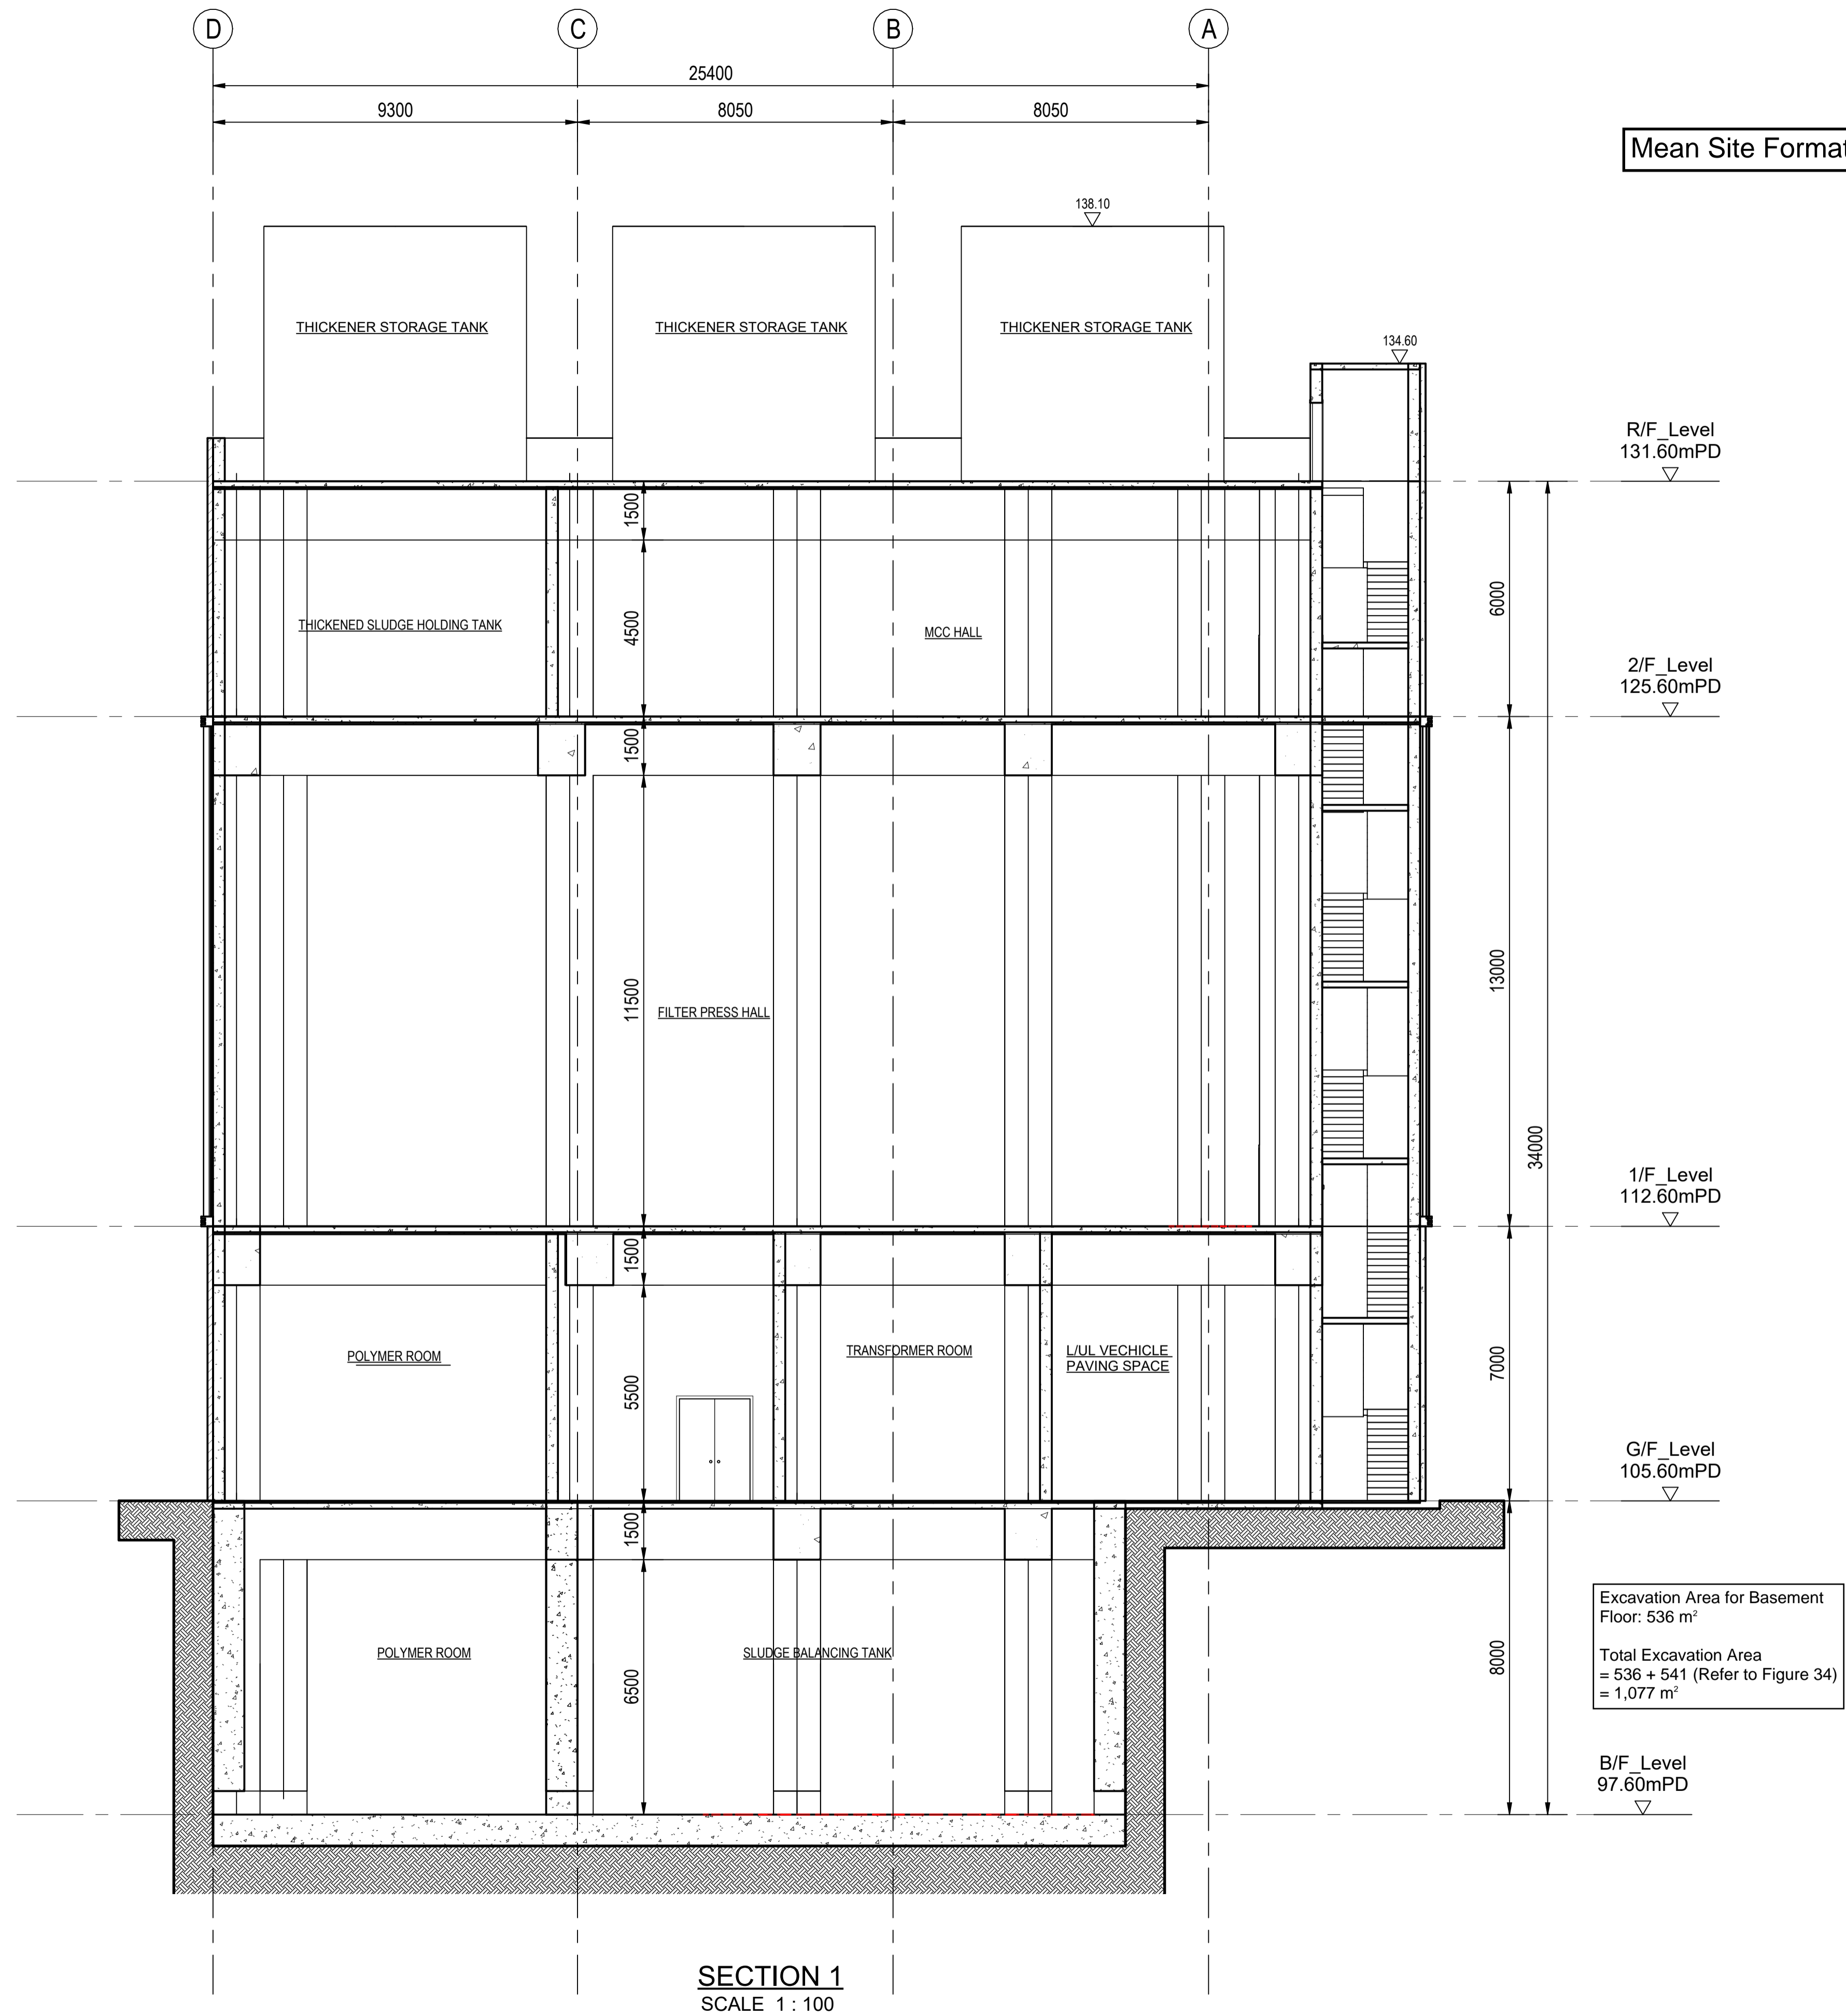 D
C
B
A
25400
9300
8050
8050
Mean Site Format
138.10
THICKENER STORAGE TANK
THICKENER STORAGE TANK
THICKENER STORAGE TANK
134.60
R/F_Level
131.60mPD
1500
THICKENED SLUDGE HOLDING TANK
4500
MCC HALL
6000
2/F_Level
125.60mPD
1500
11500
FILTER PRESS HALL
13000
34000
1/F_Level
112.60mPD
1500
POLYMER ROOM
5500
TRANSFORMER ROOM
L/UL VECHICLE
PAVING SPACE
7000
G/F_Level
105.60mPD
1500
POLYMER ROOM
6500
SLUDGE BALANCING TANK
8000
Excavation Area for Basement
Floor: 536 m²
Total Excavation Area
= 536 + 541 (Refer to Figure 34)
= 1,077 m²
B/F_Level
97.60mPD
SECTION 1
SCALE 1 : 100